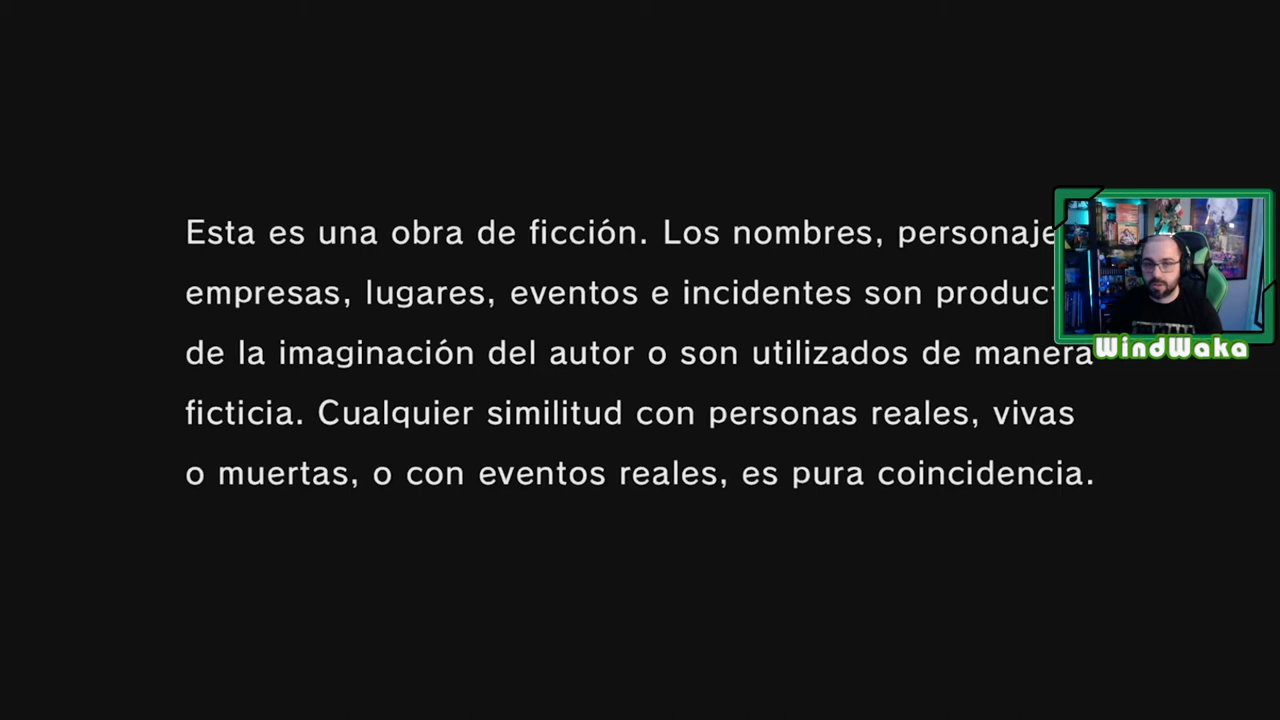 Esta es una obra de ficción. Los nombres, personaje
empresas, lugares, eventos e incidentes son product
de la imaginación del autor o son utilizados de manera
ficticia. Cualquier similitud con personas reales, vivas
o muertas, o con eventos reales, es pura coincidencia.
WindWaka